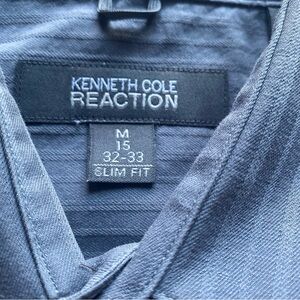 KENNETH COLE
REACTION
M
15
32-33
SLIM FIT